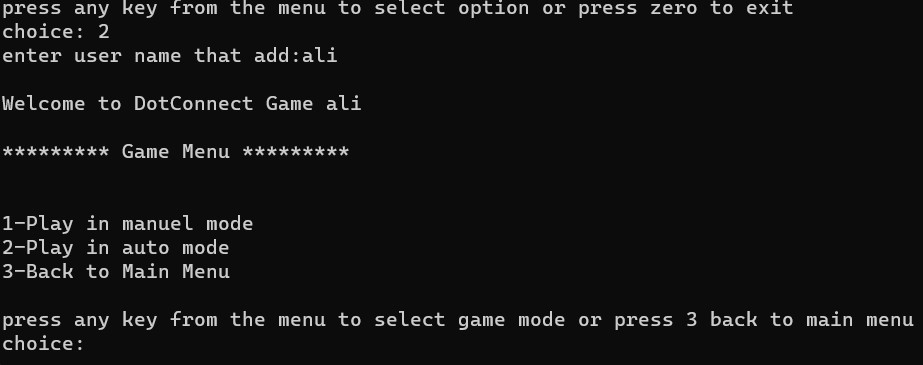 press any key from the menu to select option or press zero to exit
choice: 2
enter user name that add:ali
Welcome to DotConnect Game ali
********* Game Menu *********
1-Play in manuel mode
2-Play in auto mode
3-Back to Main Menu
press any key from the menu to select game mode or press 3 back to main menu
choice: